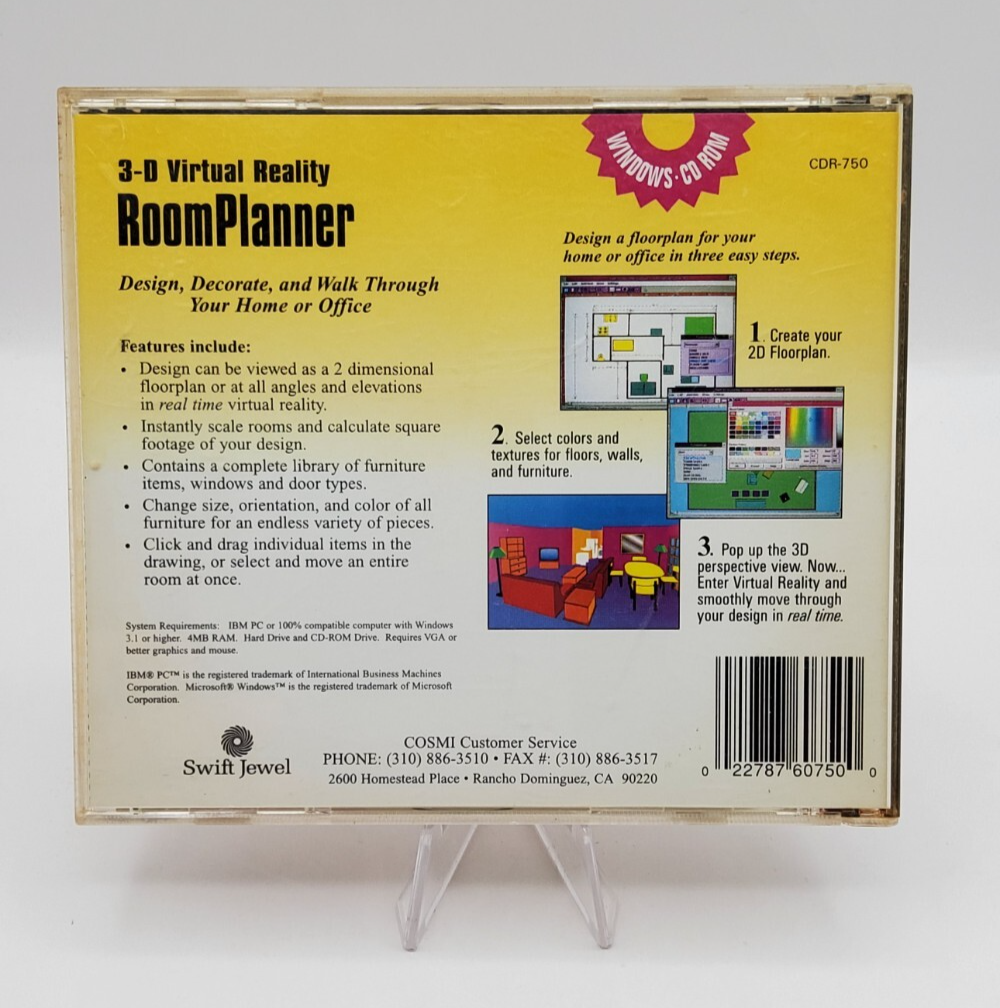 3-D Virtual Reality
RoomPlanner
Design, Decorate, and Walk Through
Your Home or Office
Features include:
• Design can be viewed as a 2 dimensional
floorplan or at all angles and elevations
in real time virtual reality.
• Instantly scale rooms and calculate square
footage of your design.
• Contains a complete library of furniture
items, windows and door types.
• Change size, orientation, and color of all
furniture for an endless variety of pieces.
• Click and drag individual items in the
drawing, or select and move an entire
room at once.
System Requirements: IBM PC or 100% compatible computer with Windows
3.1 or higher. 4MB RAM. Hard Drive and CD-ROM Drive. Requires VGA or
better graphics and mouse.
IBM® PC™ is the registered trademark of International Business Machines
Corporation. Microsoft® Windows™ is the registered trademark of Microsoft
Corporation.
WINDOWS·CD ROM
CDR-750
Design a floorplan for your
home or office in three easy steps.
1. Create your
2D Floorplan.
2. Select colors and
textures for floors, walls,
and furniture.
3. Pop up the 3D
perspective view. Now...
Enter Virtual Reality and
smoothly move through
your design in real time.
Swift Jewel
COSMI Customer Service
PHONE: (310) 886-3510 • FAX #: (310) 886-3517
2600 Homestead Place • Rancho Dominguez, CA 90220
0 22787 60750 0